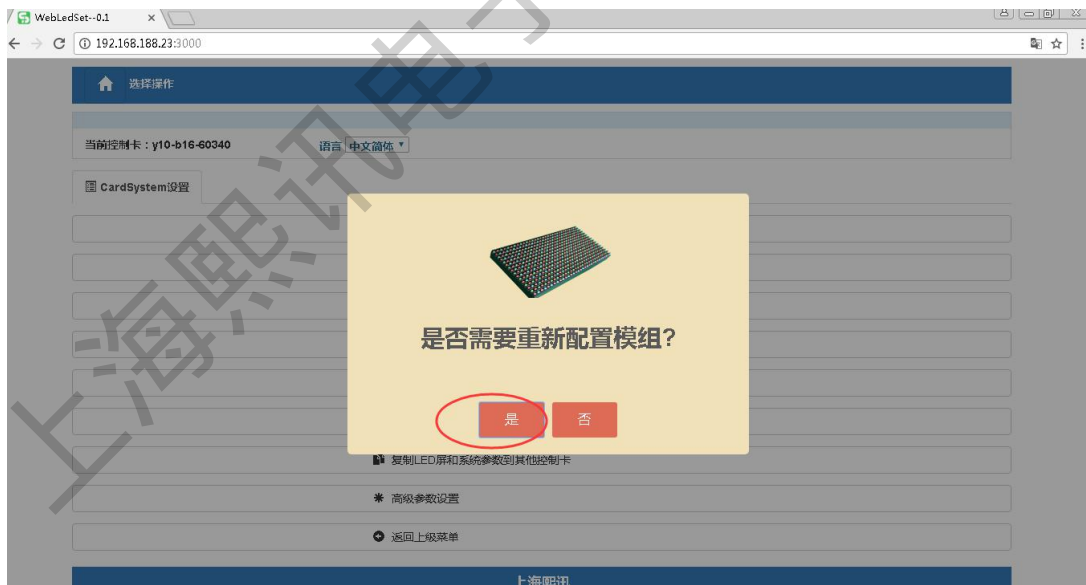 WebLedSet--0.1
192.168.188.23:3000
选择操作
当前控制卡：y10-b16-60340 语言 中文简体
CardSystem设置
是否需要重新配置模组?
是 否
复制LED屏和系统参数到其他控制卡
高级参数设置
返回上级菜单
上海熙讯
上海熙讯电子